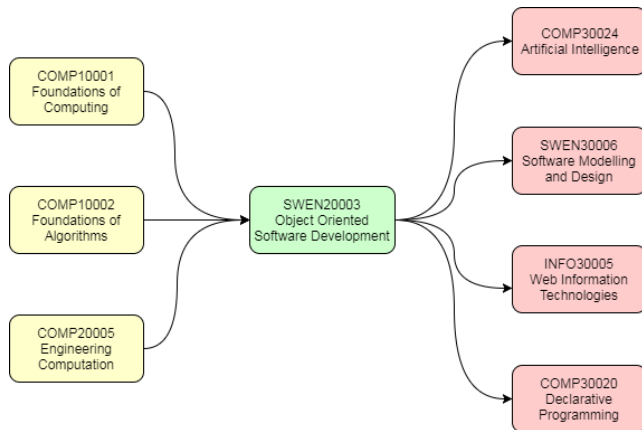 COMP10001
Foundations of
Computing
COMP10002
Foundations of
Algorithms
COMP20005
Engineering
Computation
SWEN20003
Object Oriented
Software Development
COMP30024
Artificial Intelligence
SWEN30006
Software Modelling
and Design
INFO30005
Web Information
Technologies
COMP30020
Declarative
Programming